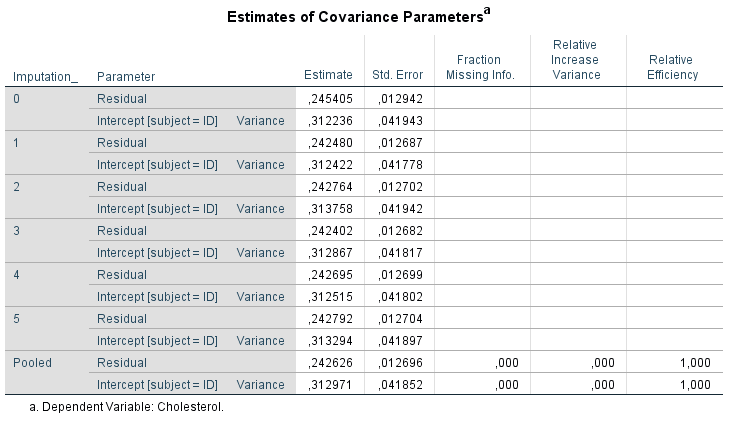 Estimates of Covariance Parametersa
Imputation_ Parameter Estimate Std. Error Fraction Missing Info. Relative Increase Variance Relative Efficiency
0 Residual ,245405 ,012942
Intercept [subject = ID] Variance ,312236 ,041943
1 Residual ,242480 ,012687
Intercept [subject = ID] Variance ,312422 ,041778
2 Residual ,242764 ,012702
Intercept [subject = ID] Variance ,313758 ,041942
3 Residual ,242402 ,012682
Intercept [subject = ID] Variance ,312867 ,041817
4 Residual ,242695 ,012699
Intercept [subject = ID] Variance ,312515 ,041802
5 Residual ,242792 ,012704
Intercept [subject = ID] Variance ,313294 ,041897
Pooled Residual ,242626 ,012696 ,000 ,000 1,000
Intercept [subject = ID] Variance ,312971 ,041852 ,000 ,000 1,000
a. Dependent Variable: Cholesterol.